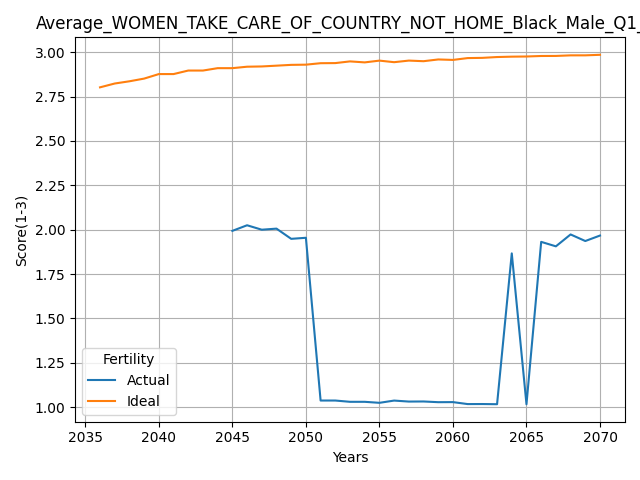 Average_WOMEN_TAKE_CARE_OF_COUNTRY_NOT_HOME_Black_Male_Q1_
3.00
2.75
2.50
2.25
2.00
1.75
1.50
1.25
1.00
Score(1-3)
Fertility
Actual
Ideal
2035 2040 2045 2050 2055 2060 2065 2070
Years